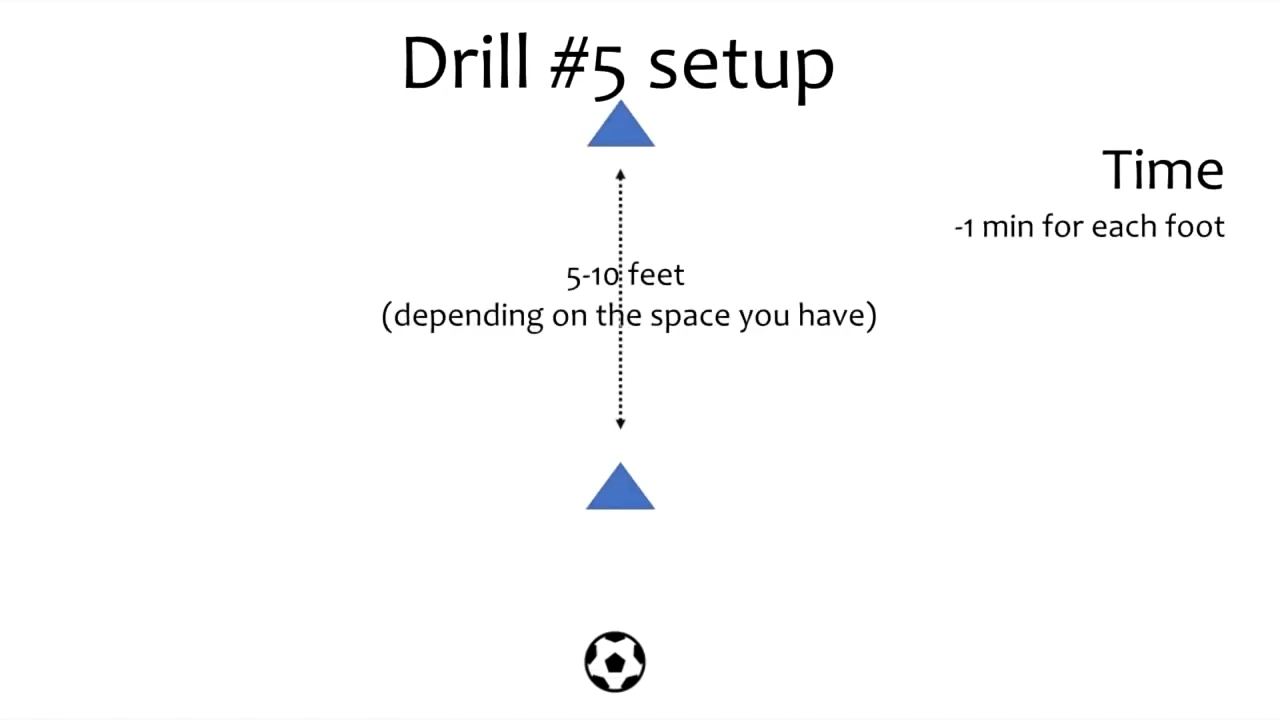 Drill #5 setup
Time
-1 min for each foot
5-10 feet
(depending on the space you have)